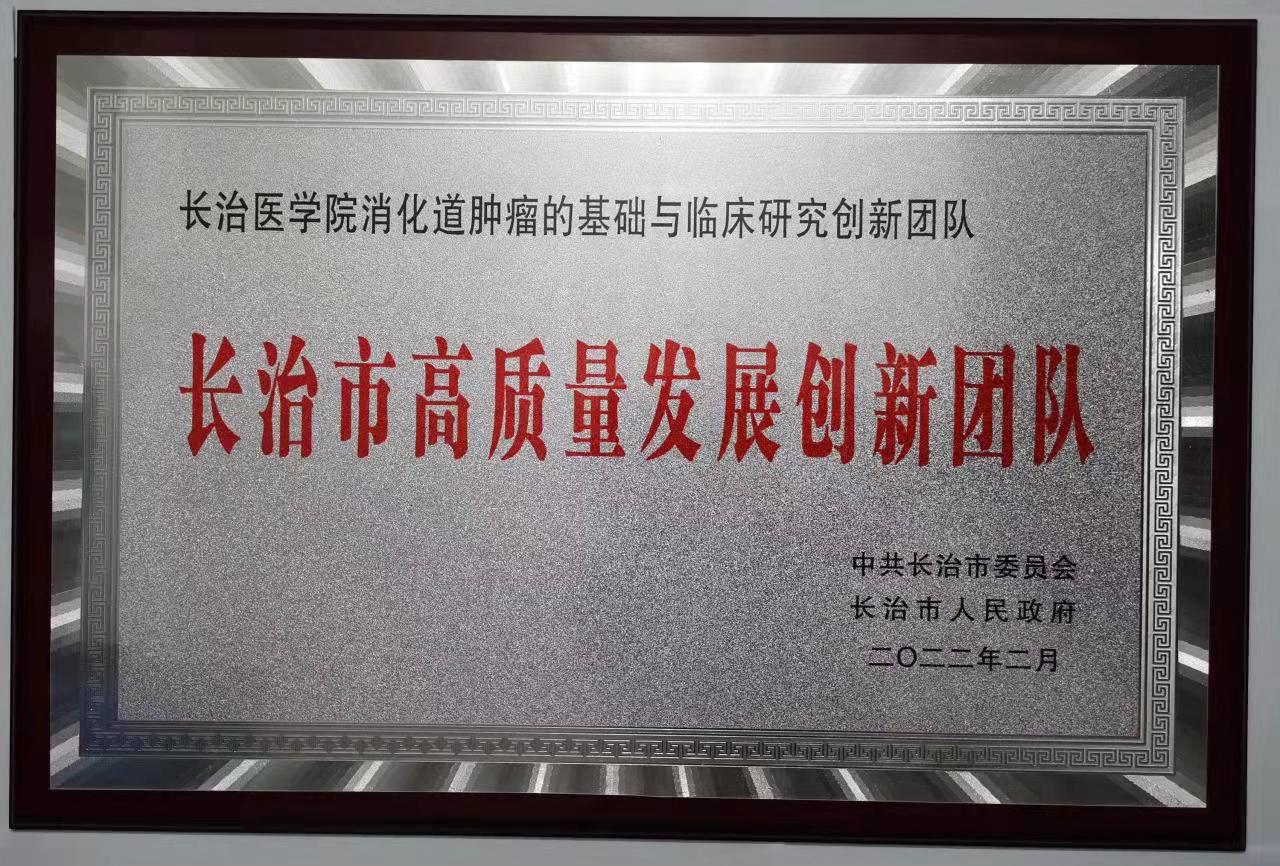 长治医学院消化道肿瘤的基础与临床研究创新团队
长治市高质量发展创新团队
中共长治市委员会
长治市人民政府
二〇二二年二月